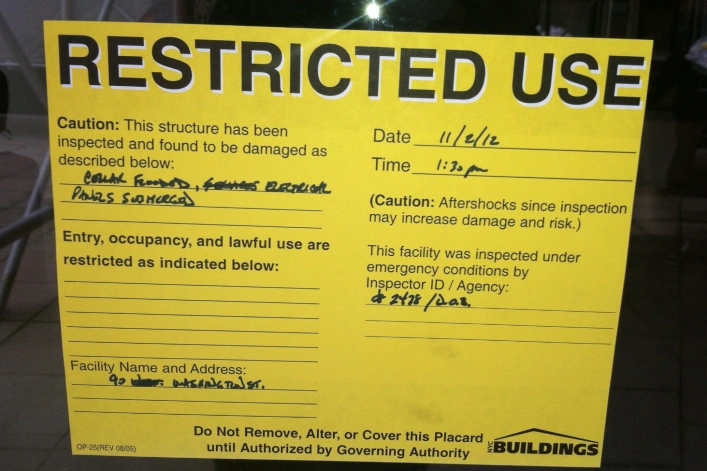 RESTRICTED USE
Caution: This structure has been
inspected and found to be damaged as
described below:
CELLAR FLOODED, ELECTRICAL
PANELS SUBMERGED
Entry, occupancy, and lawful use are
restricted as indicated below:
Facility Name and Address:
90 WASHINGTON ST.
OP-25(REV 08/05)
Date 11/2/12
Time 1:30 pm
(Caution: Aftershocks since inspection
may increase damage and risk.)
This facility was inspected under
emergency conditions by
Inspector ID / Agency:
# 2478 / D.O.B.
Do Not Remove, Alter, or Cover this Placard
until Authorized by Governing Authority
NYC BUILDINGS